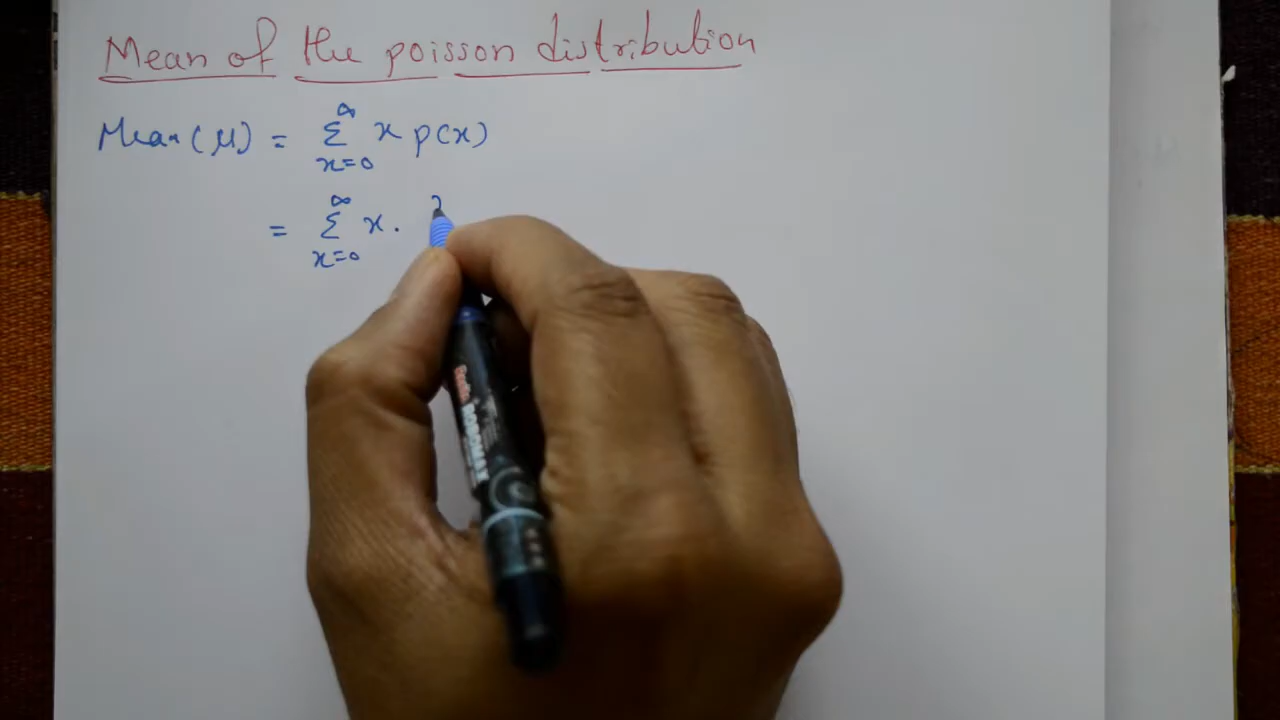 Mean of the poisson distribution
Mean(μ) = ∞ Σ x=0 x p(x)
= ∞ Σ x=0 x .